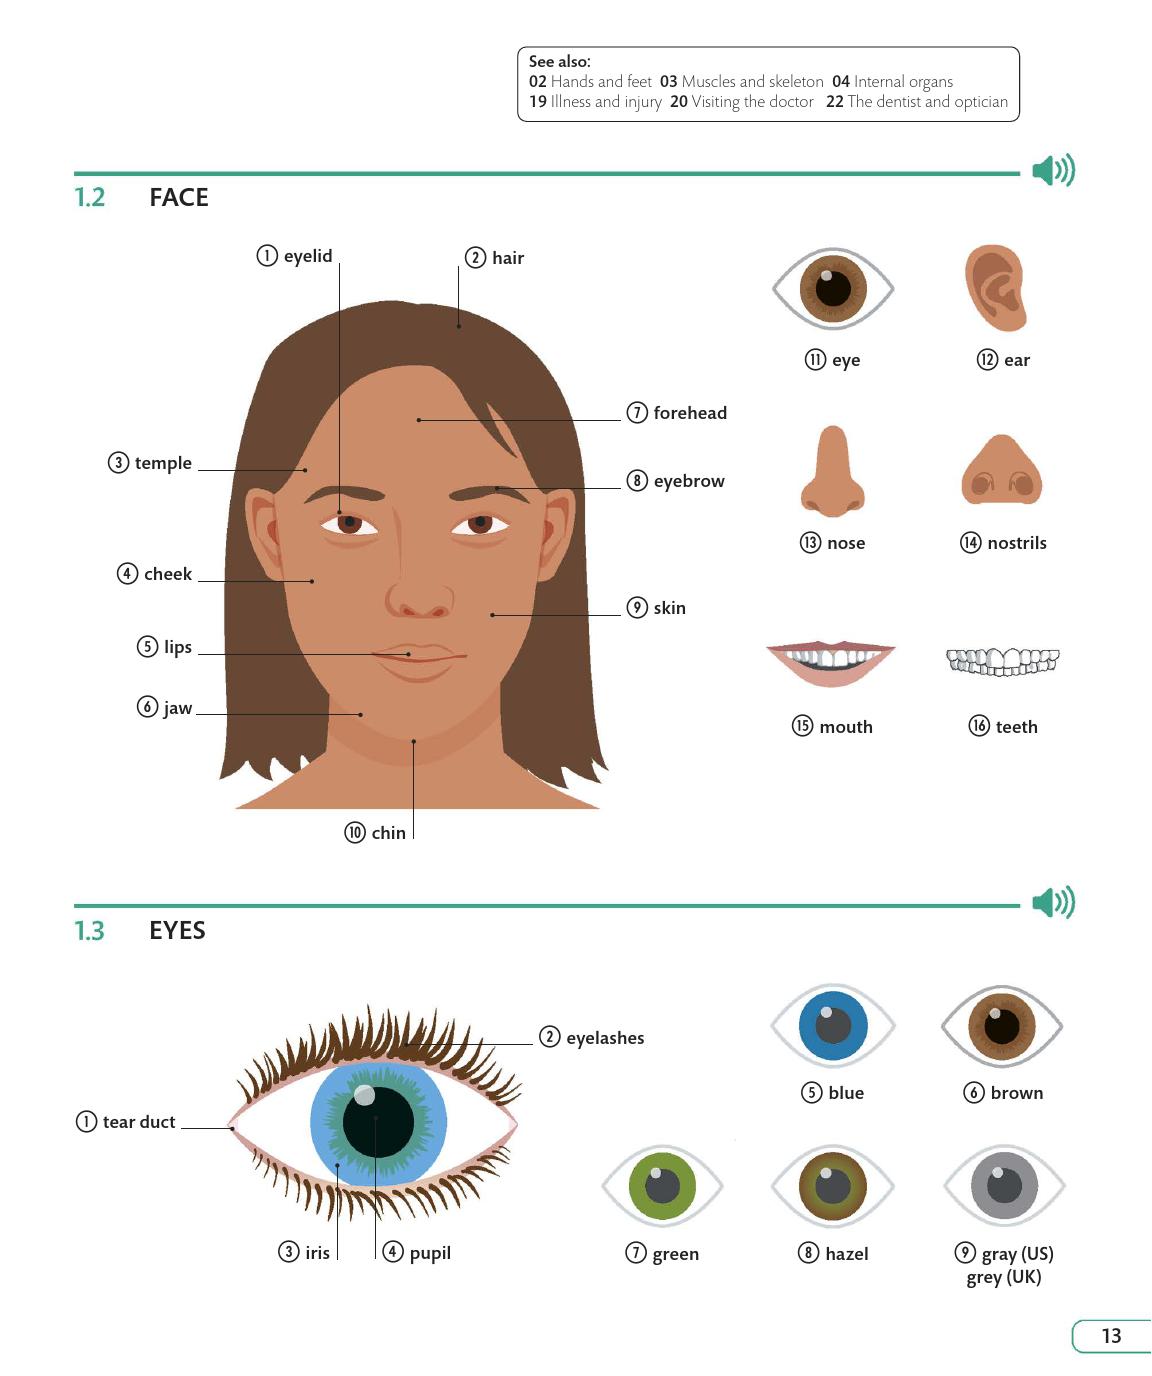 See also:
02 Hands and feet 03 Muscles and skeleton 04 Internal organs
19 Illness and injury 20 Visiting the doctor 22 The dentist and optician
1.2 FACE
1 eyelid
2 hair
3 temple
4 cheek
5 lips
6 jaw
7 forehead
8 eyebrow
9 skin
10 chin
11 eye
12 ear
13 nose
14 nostrils
15 mouth
16 teeth
1.3 EYES
1 tear duct
2 eyelashes
3 iris
4 pupil
5 blue
6 brown
7 green
8 hazel
9 gray (US)
grey (UK)
13